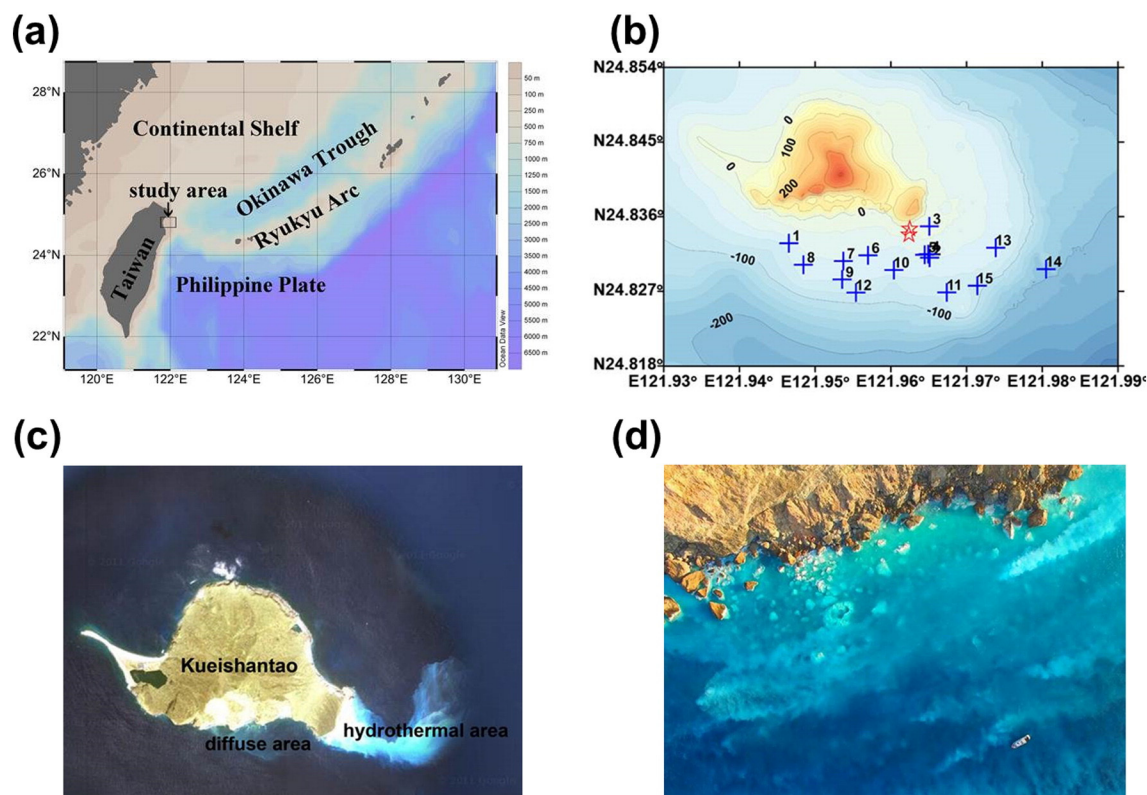 (a)
28°N
26°N
24°N
22°N
120°E
122°E
124°E
126°E
128°E
130°E
Continental Shelf
study area
Okinawa Trough
Ryukyu Arc
Taiwan
Philippine Plate
50 m
250 m
500 m
750 m
1000 m
1500 m
2000 m
2500 m
3000 m
3500 m
4000 m
4500 m
5000 m
5500 m
6000 m
6500 m
Ocean Data View
(b)
N24.854°
N24.845°
N24.836°
N24.827°
N24.818°
E121.93°
E121.94°
E121.95°
E121.96°
E121.97°
E121.98°
E121.99°
0
100
0
200
0
-100
-100
-200
3
1
8
7
6
9
12
10
5
11
15
13
14
(c)
Kueishantao
hydrothermal area
diffuse area
(d)